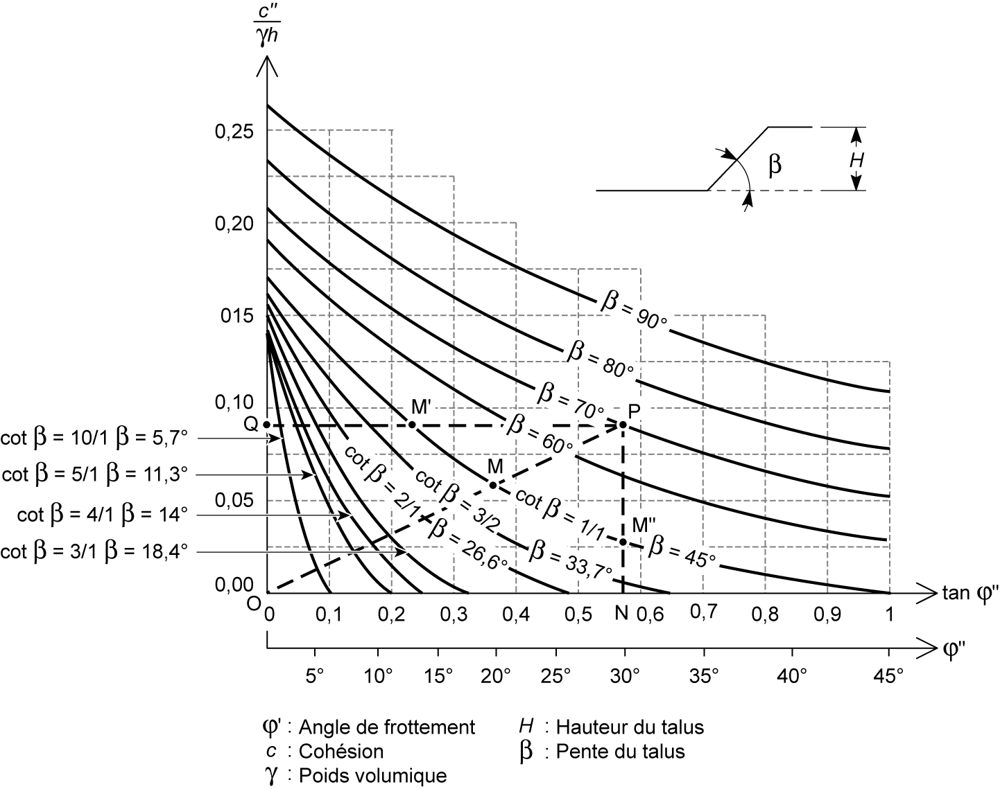 c"
γh
0,25
0,20
015
0,10
0,05
0,00
β
H
β = 90°
β = 80°
β = 70°
β = 60°
P
M'
Q
M
M"
cot β = 10/1 β = 5,7°
cot β = 5/1 β = 11,3°
cot β = 4/1 β = 14°
cot β = 3/1 β = 18,4°
cot β = 2/1 β = 26,6°
cot β = 3/2 β = 33,7°
cot β = 1/1 β = 45°
O
0 0,1 0,2 0,3 0,4 0,5 N 0,6 0,7 0,8 0,9 1
tan φ"
φ"
5° 10° 15° 20° 25° 30° 35° 40° 45°
φ' : Angle de frottement
c : Cohésion
γ : Poids volumique
H : Hauteur du talus
β : Pente du talus